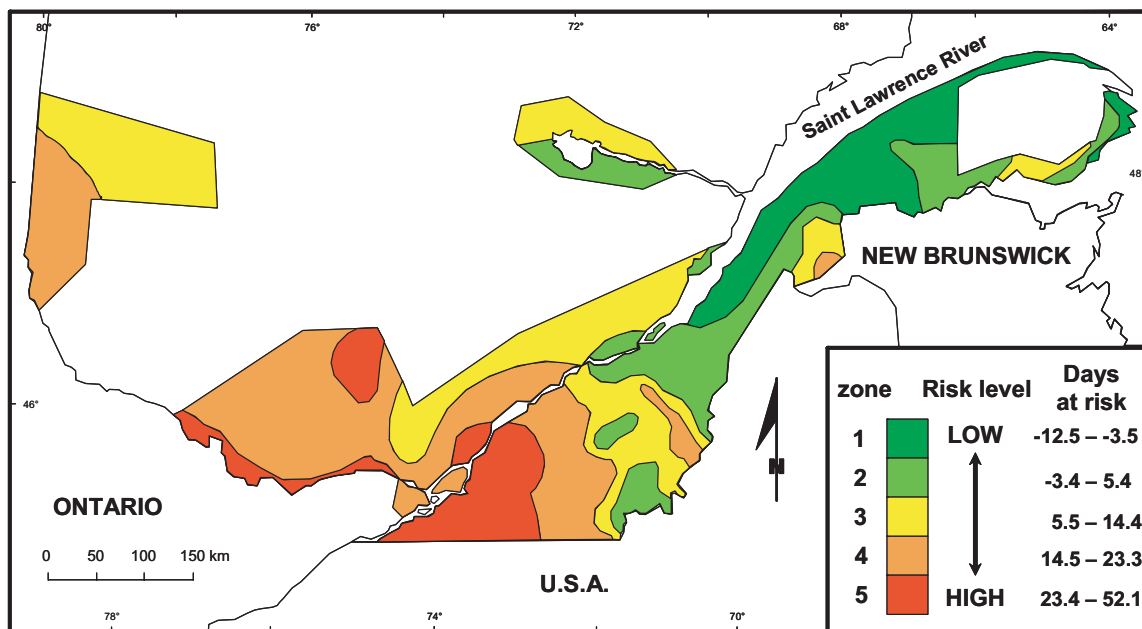 80°
76°
72°
68°
64°
Saint Lawrence River
48°
NEW BRUNSWICK
46°
N
ONTARIO
0 50 100 150 km
U.S.A.
78°
74°
70°
zone Risk level Days at risk
1 LOW -12.5 – -3.5
2 -3.4 – 5.4
3 5.5 – 14.4
4 14.5 – 23.3
5 HIGH 23.4 – 52.1